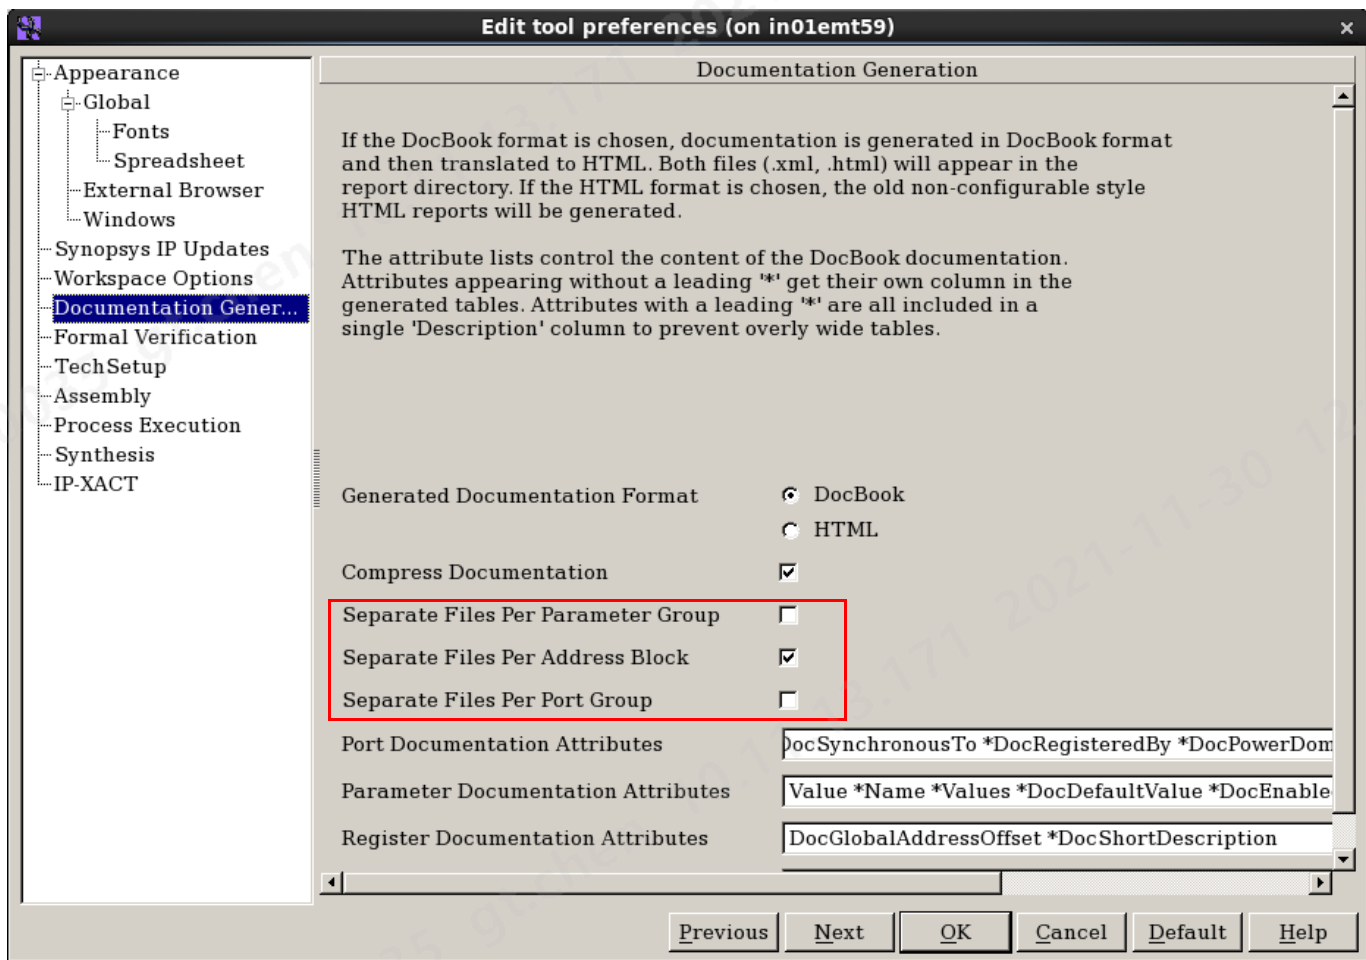 Edit tool preferences (on in01emt59)
Appearance
Global
Fonts
Spreadsheet
External Browser
Windows
Synopsys IP Updates
Workspace Options
Documentation Gener...
Formal Verification
TechSetup
Assembly
Process Execution
Synthesis
IP-XACT
Documentation Generation
If the DocBook format is chosen, documentation is generated in DocBook format
and then translated to HTML. Both files (.xml, .html) will appear in the
report directory. If the HTML format is chosen, the old non-configurable style
HTML reports will be generated.
The attribute lists control the content of the DocBook documentation.
Attributes appearing without a leading '*' get their own column in the
generated tables. Attributes with a leading '*' are all included in a
single 'Description' column to prevent overly wide tables.
Generated Documentation Format
DocBook
HTML
Compress Documentation
Separate Files Per Parameter Group
Separate Files Per Address Block
Separate Files Per Port Group
Port Documentation Attributes DocSynchronousTo *DocRegisteredBy *DocPowerDom
Parameter Documentation Attributes Value *Name *Values *DocDefaultValue *DocEnable
Register Documentation Attributes DocGlobalAddressOffset *DocShortDescription
Previous Next OK Cancel Default Help